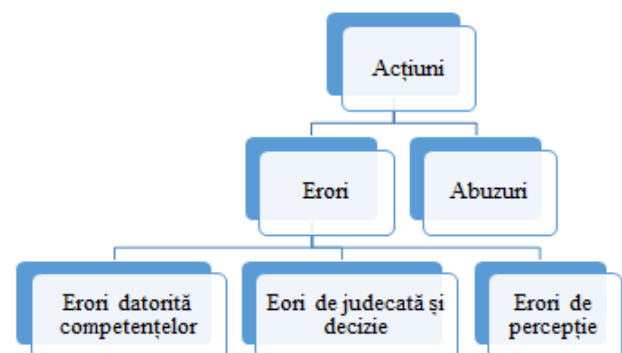 Acțiuni
Erori
Abuzuri
Erori datorită
competențelor
Eori de judecată și
decizie
Erori de
percepție